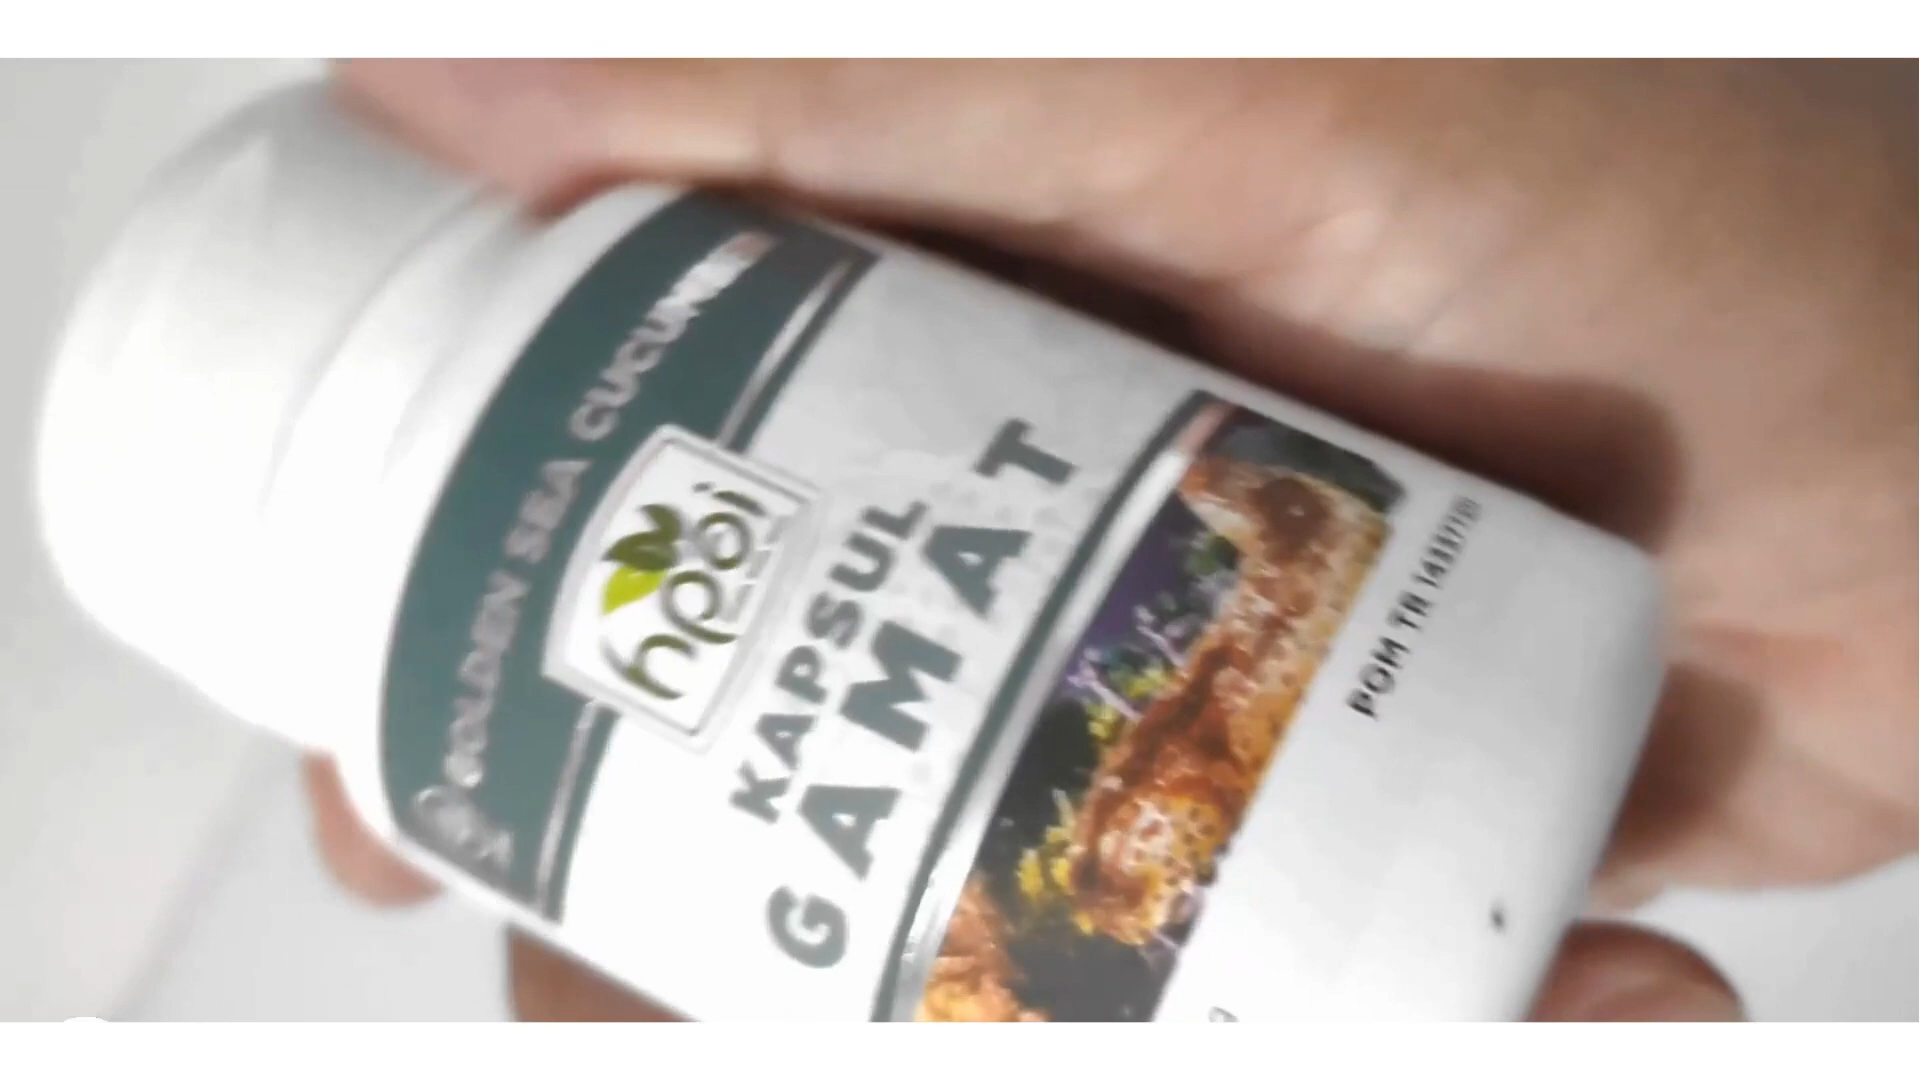 GOLDEN SEA CUCUMBER
hpai
KAPSUL
GAMAT
POM TR